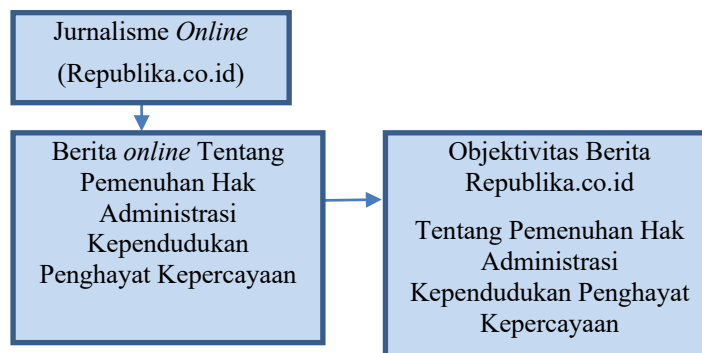 Jurnalisme Online
(Republika.co.id)
Berita online Tentang
Pemenuhan Hak
Administrasi
Kependudukan
Penghayat Kepercayaan
Objektivitas Berita
Republika.co.id
Tentang Pemenuhan Hak
Administrasi
Kependudukan Penghayat
Kepercayaan